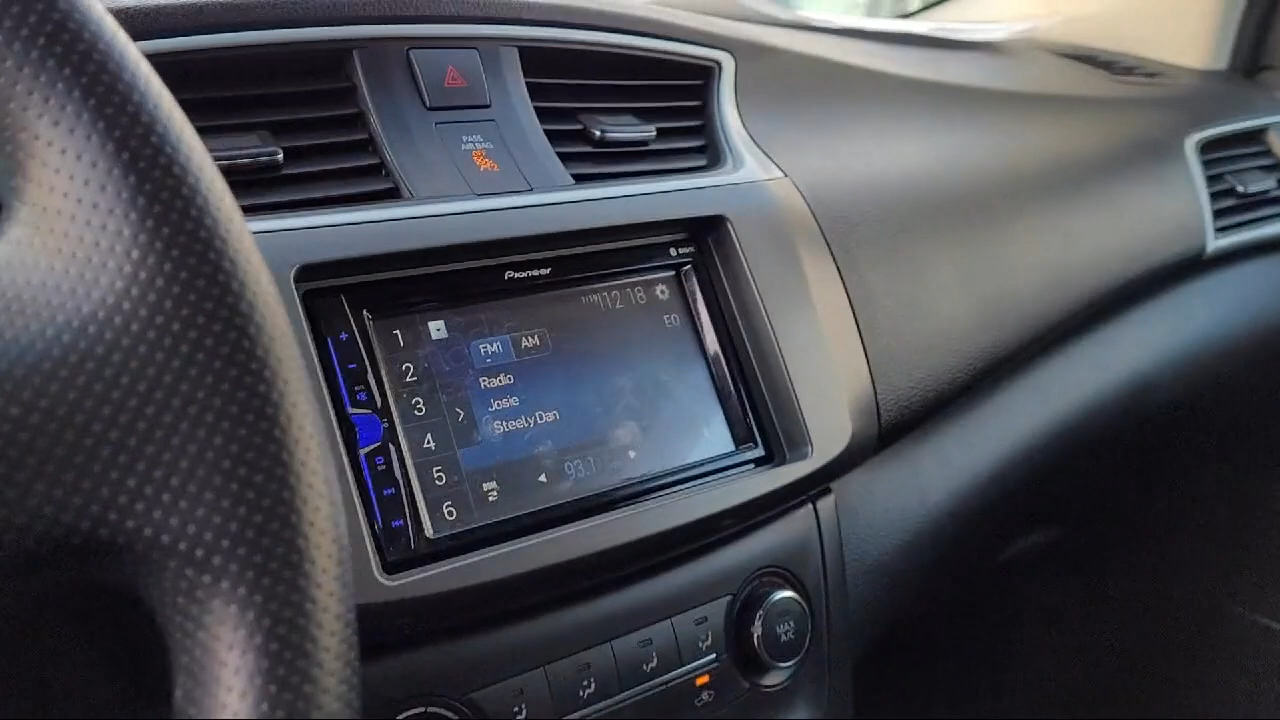 PASS
AIR BAG
OFF
Pioneer
12:18
EQ
1
2
3
4
5
6
FM1 AM
Radio
Josie
Steely Dan
93.1
MAX
A/C